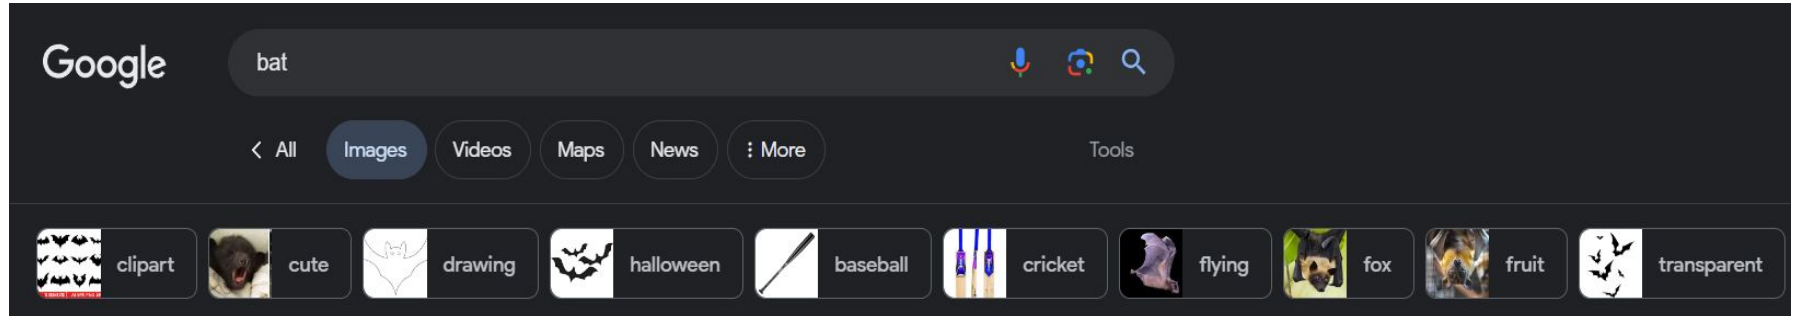 Google
bat
All Images Videos Maps News More Tools
clipart cute drawing halloween baseball cricket flying fox fruit transparent